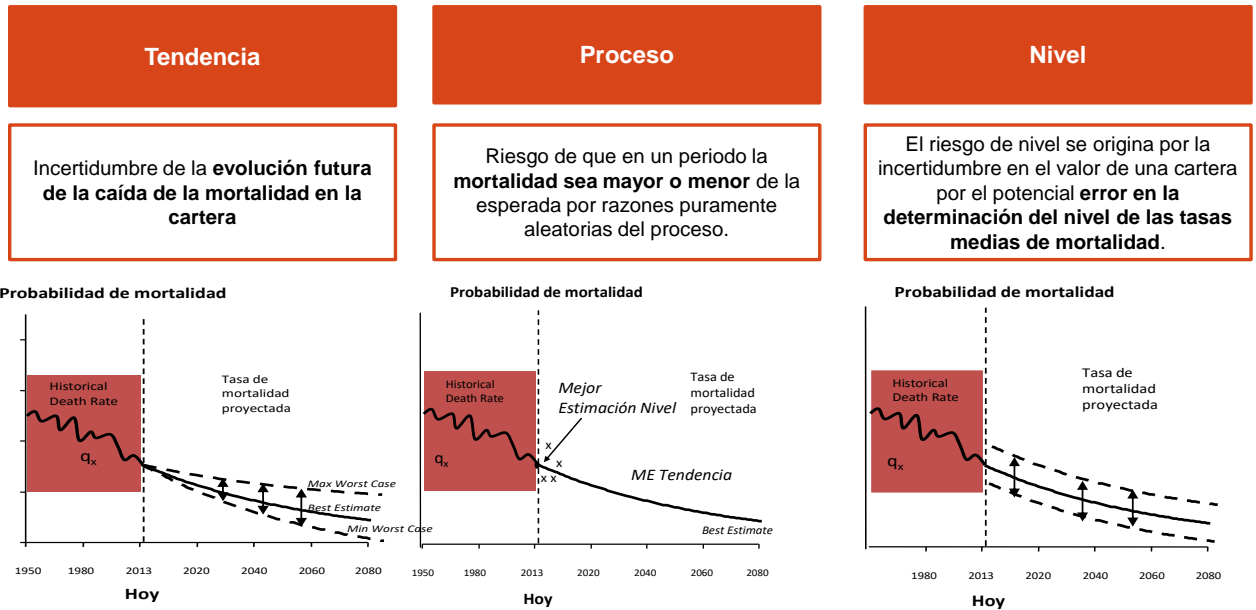 Tendencia
Incertidumbre de la evolución futura
de la caída de la mortalidad en la
cartera
Probabilidad de mortalidad
Historical
Death Rate
qx
Tasa de
mortalidad
proyectada
Max Worst Case
Best Estimate
Min Worst Case
1950 1980 2013 2020 2040 2060 2080
Hoy
Proceso
Riesgo de que en un periodo la
mortalidad sea mayor o menor de la
esperada por razones puramente
aleatorias del proceso.
Probabilidad de mortalidad
Historical
Death Rate
qx
Mejor
Estimación Nivel
Tasa de
mortalidad
proyectada
x
x
x x
ME Tendencia
Best Estimate
1950 1980 2013 2020 2040 2060 2080
Hoy
Nivel
El riesgo de nivel se origina por la
incertidumbre en el valor de una cartera
por el potencial error en la
determinación del nivel de las tasas
medias de mortalidad.
Probabilidad de mortalidad
Historical
Death Rate
qx
Tasa de
mortalidad
proyectada
1980 2013 2020 2040 2060 2080
Hoy